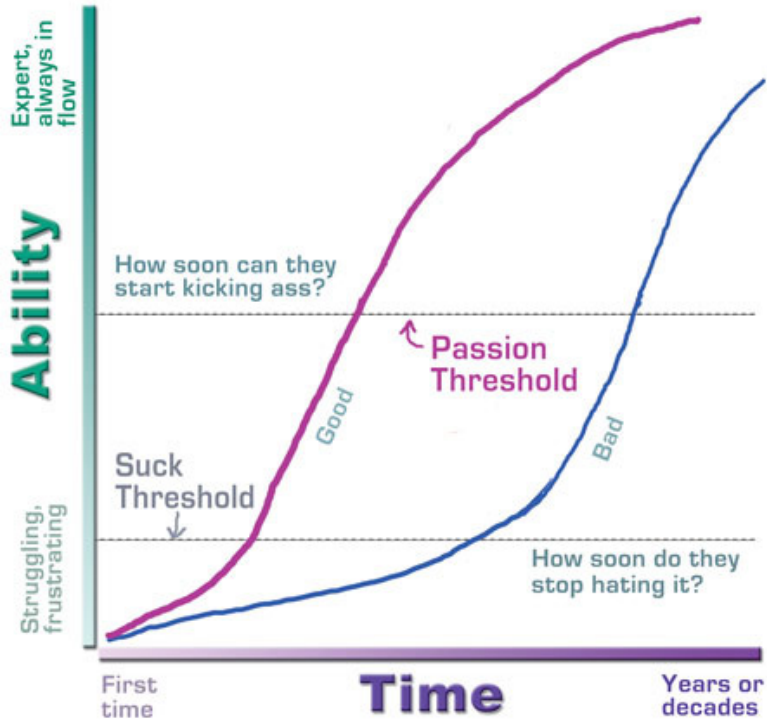 Expert,
always in
flow
Ability
Struggling,
frustrating
How soon can they
start kicking ass?
Passion
Threshold
Good
Bad
Suck
Threshold
How soon do they
stop hating it?
First
time
Time
Years or
decades